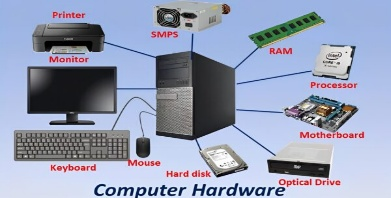 Printer
SMPS
RAM
Monitor
Processor
Motherboard
Keyboard
Mouse
Hard disk
Optical Drive
Computer Hardware